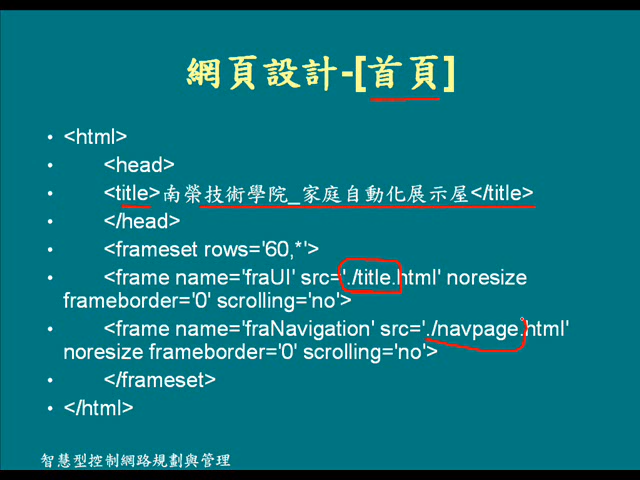 網頁設計-[首頁]
• <html>
• <head>
• <title>南榮技術學院_家庭自動化展示屋</title>
• </head>
• <frameset rows='60,*'>
• <frame name='fraUI' src='./title.html' noresize
frameborder='0' scrolling='no'>
• <frame name='fraNavigation' src='./navpage.html'
noresize frameborder='0' scrolling='no'>
• </frameset>
• </html>
智慧型控制網路規劃與管理